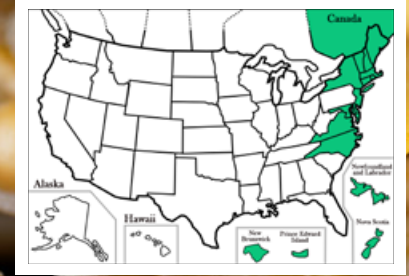 Canada
Newfoundland
and Labrador
Alaska
Hawaii
New
Brunswick
Prince Edward
Island
Nova Scotia